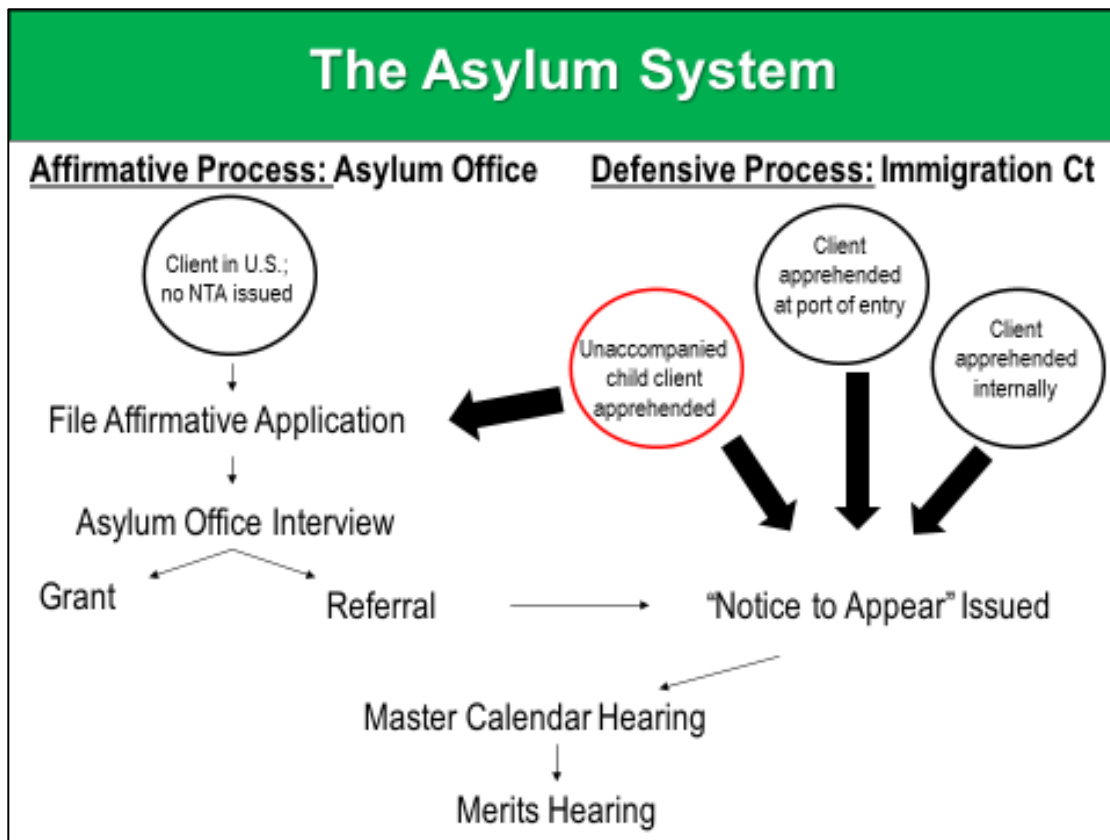 The Asylum System
Affirmative Process: Asylum Office
Defensive Process: Immigration Ct
Client in U.S.;
no NTA issued
Client
apprehended
at port of entry
Unaccompanied
child client
apprehended
Client
apprehended
internally
File Affirmative Application
Asylum Office Interview
Grant
Referral
“Notice to Appear” Issued
Master Calendar Hearing
Merits Hearing